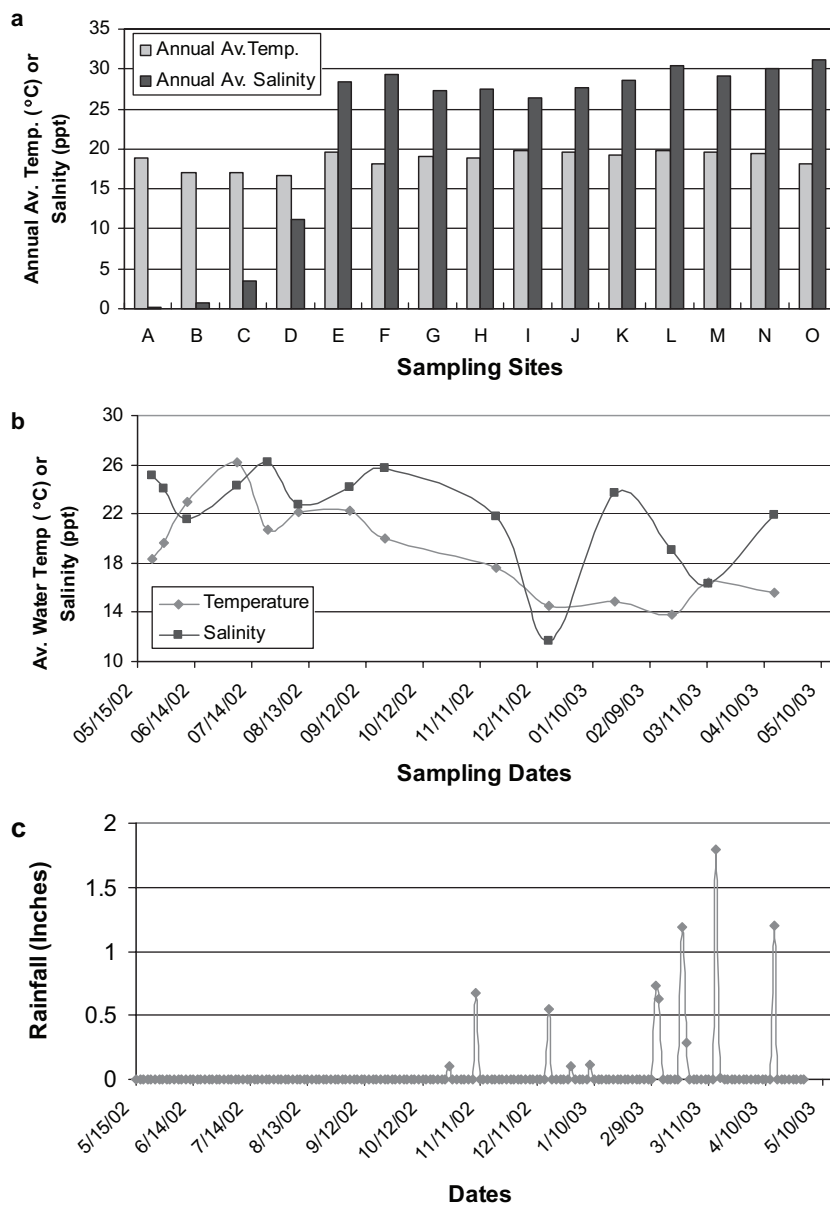 a
Annual Av. Temp. (°C) or
Salnity (ppt)
35
30
25
20
15
10
5
0
Annual Av.Temp.
Annual Av. Salinity
A B C D E F G H I J K L M N O
Sampling Sites
b
Av. Water Temp ( °C) or
Salinity (ppt)
30
26
22
18
14
10
Temperature
Salinity
05/15/02 06/14/02 07/14/02 08/13/02 09/12/02 10/12/02 11/11/02 12/11/02 01/10/03 02/09/03 03/11/03 04/10/03 05/10/03
Sampling Dates
c
Rainfall (Inches)
2
1.5
1
0.5
0
5/15/02 6/14/02 7/14/02 8/13/02 9/12/02 10/12/02 11/11/02 12/11/02 1/10/03 2/9/03 3/11/03 4/10/03 5/10/03
Dates